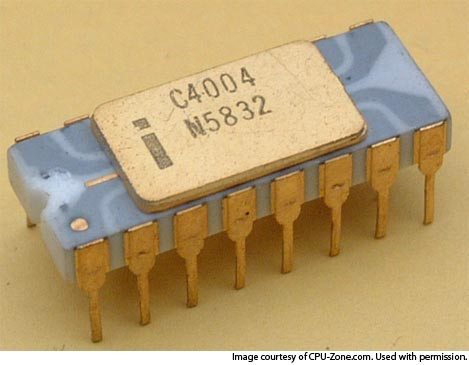 C4004
N5832
Image courtesy of CPU-Zone.com. Used with permission.